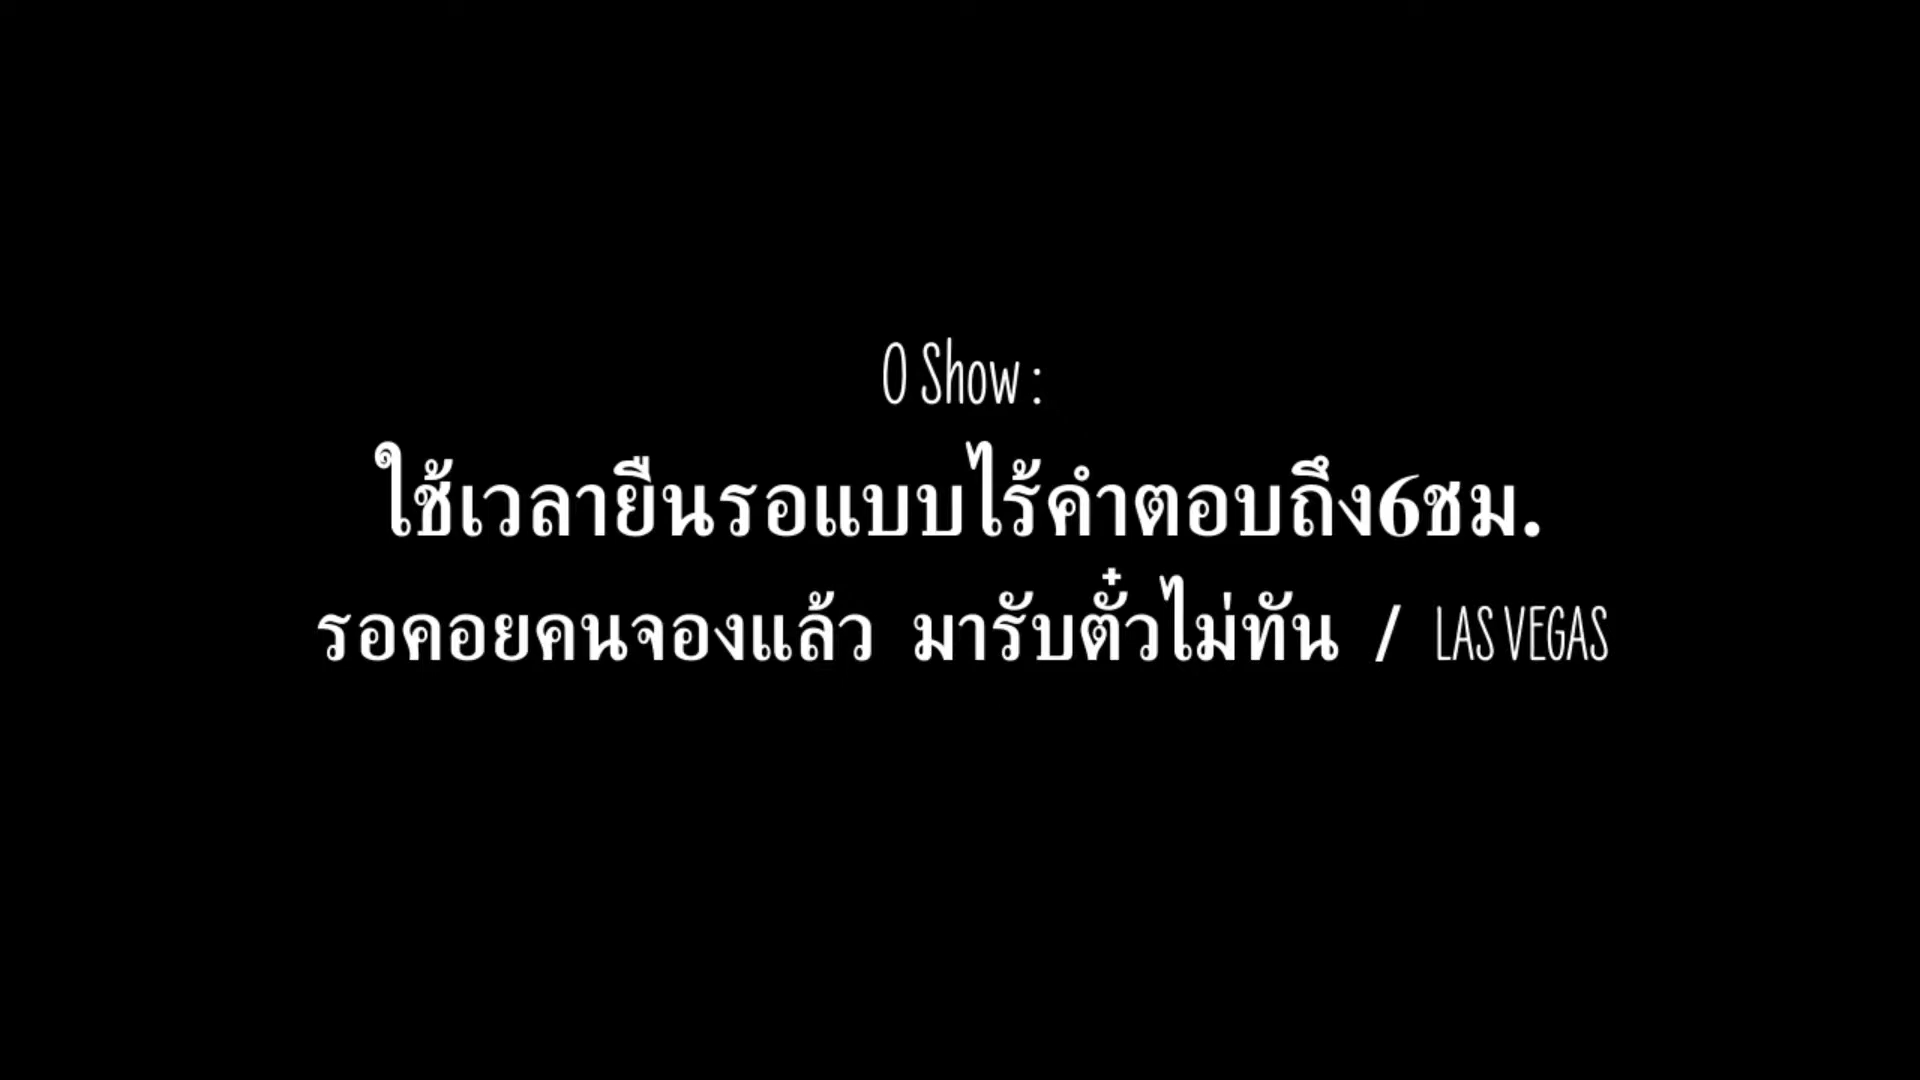 O Show :
ใช้เวลายืนรอแบบไร้คำตอบถึง6ชม.
รอคอยคนจองแล้ว มารับตั๋วไม่ทัน / LAS VEGAS